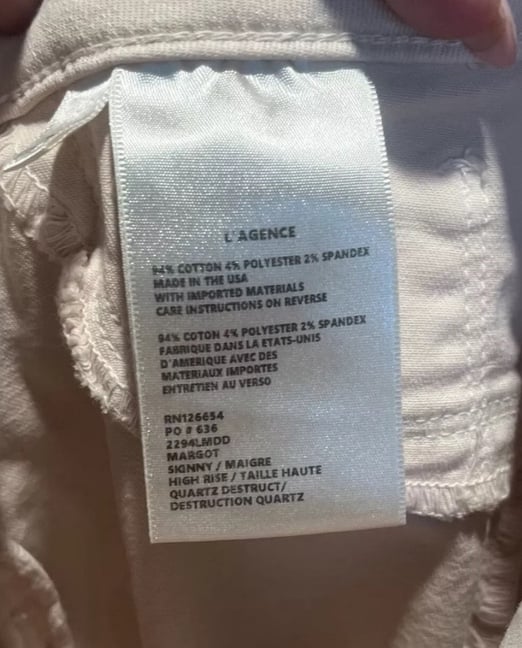 L'AGENCE
94% COTTON 4% POLYESTER 2% SPANDEX
MADE IN THE USA
WITH IMPORTED MATERIALS
CARE INSTRUCTIONS ON REVERSE
94% COTON 4% POLYESTER 2% SPANDEX
FABRIQUE DANS LA ETATS-UNIS
D'AMERIQUE AVEC DES
MATERIAUX IMPORTES
ENTRETIEN AU VERSO
RN126654
PO # 636
2294LMDD
MARGOT
SKINNY / MAIGRE
HIGH RISE / TAILLE HAUTE
QUARTZ DESTRUCT/
DESTRUCTION QUARTZ